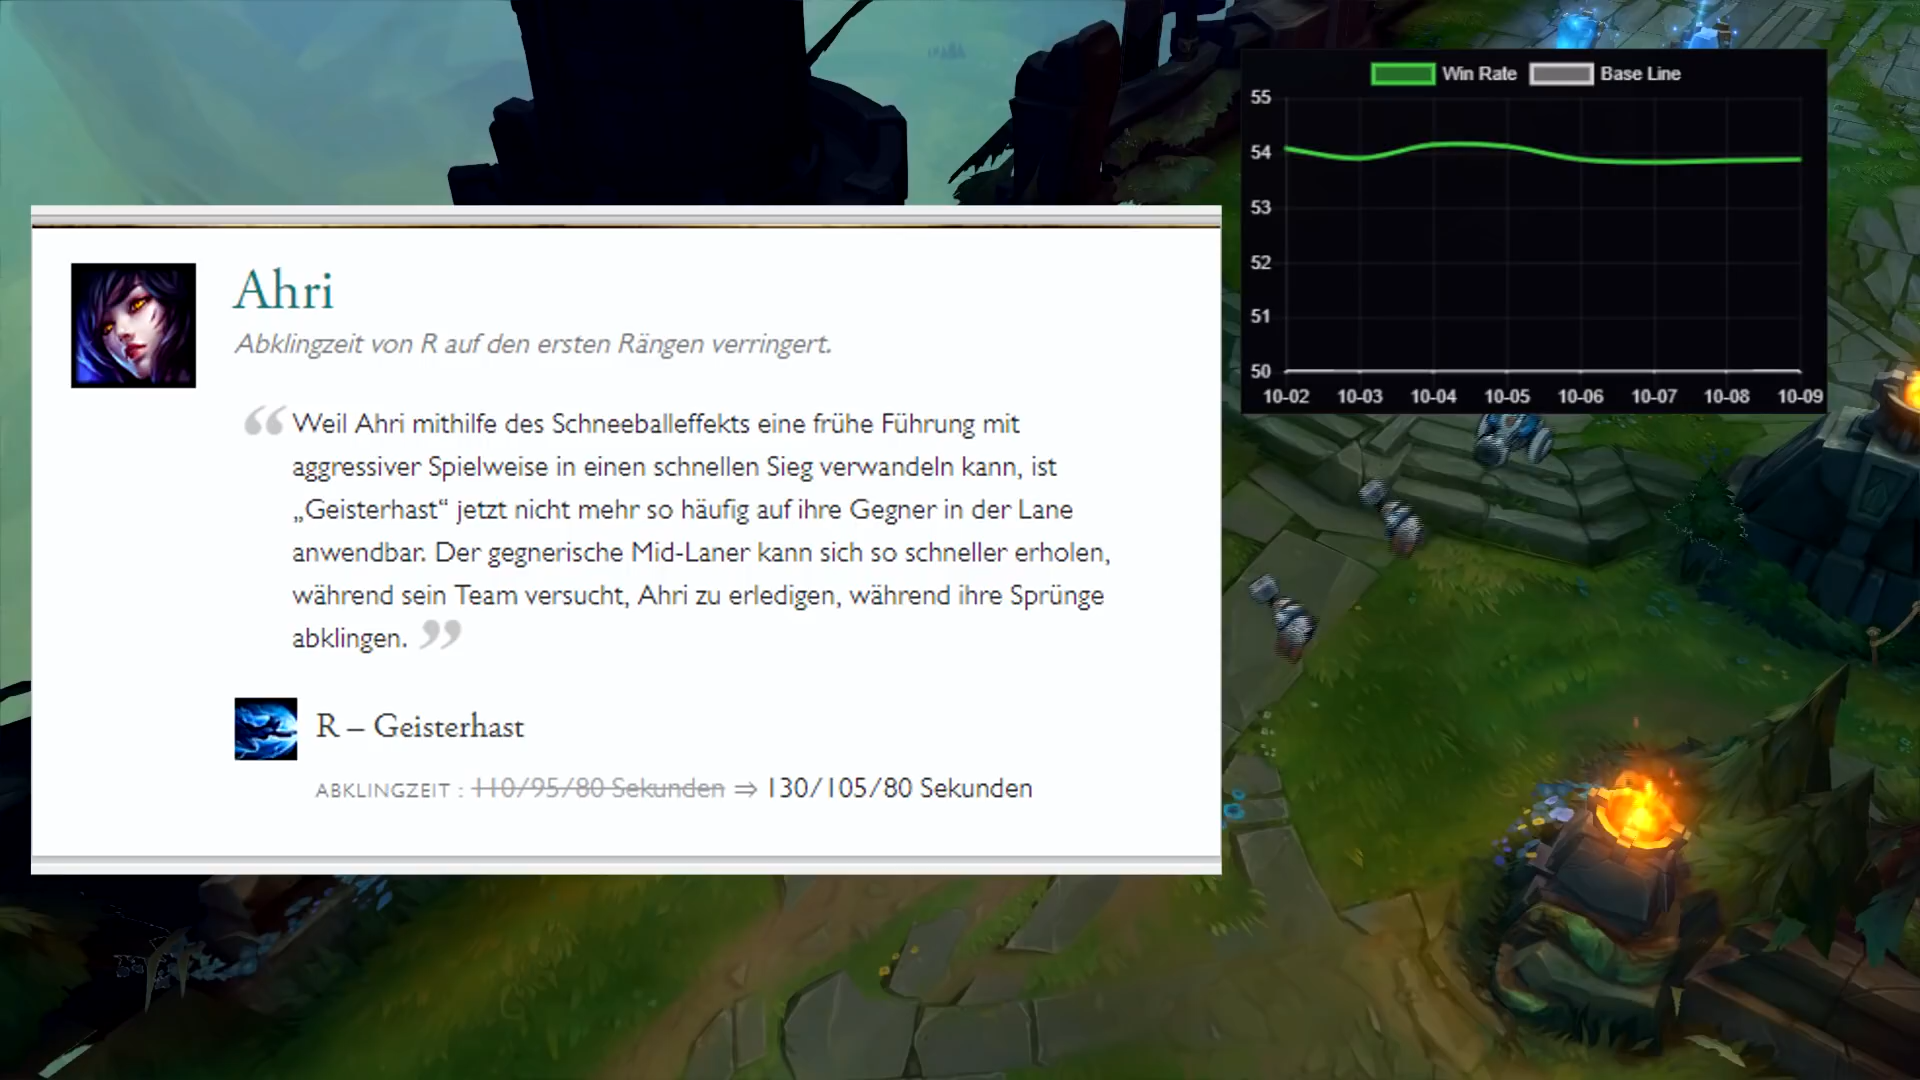 Ahri
Abklingzeit von R auf den ersten Rängen verringert.
“ Weil Ahri mithilfe des Schneeballeffekts eine frühe Führung mit
aggressiver Spielweise in einen schnellen Sieg verwandeln kann, ist
„Geisterhast“ jetzt nicht mehr so häufig auf ihre Gegner in der Lane
anwendbar. Der gegnerische Mid-Laner kann sich so schneller erholen,
während sein Team versucht, Ahri zu erledigen, während ihre Sprünge
abklingen. ”
R – Geisterhast
ABKLINGZEIT : 110/95/80 Sekunden ⇒ 130/105/80 Sekunden
Win Rate Base Line
55
54
53
52
51
50
10-02 10-03 10-04 10-05 10-06 10-07 10-08 10-09